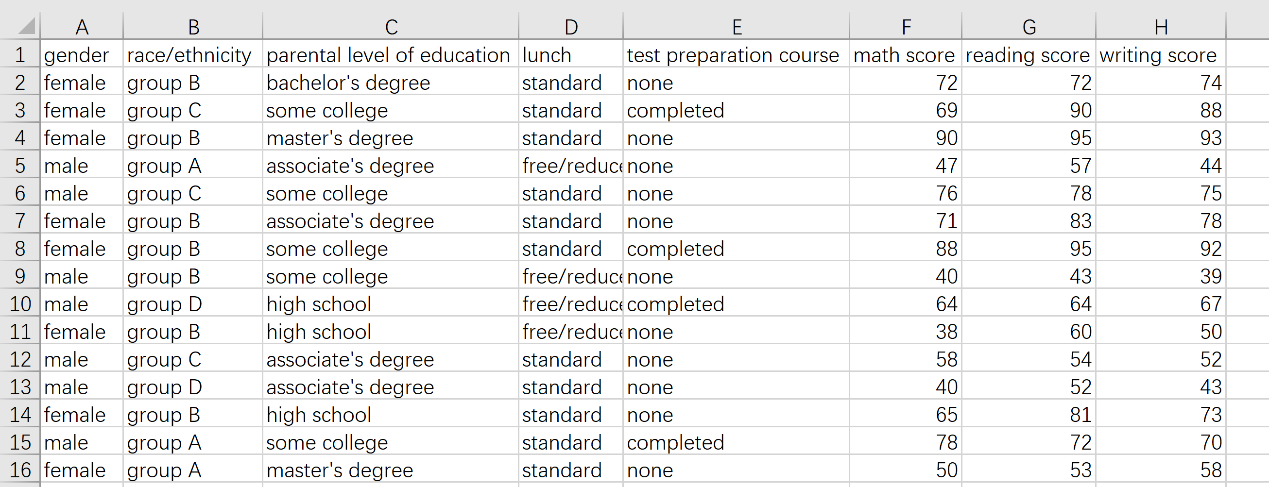 A B C D E F G H
1 gender race/ethnicity parental level of education lunch test preparation course math score reading score writing score
2 female group B bachelor's degree standard none 72 72 74
3 female group C some college standard completed 69 90 88
4 female group B master's degree standard none 90 95 93
5 male group A associate's degree free/reduc none 47 57 44
6 male group C some college standard none 76 78 75
7 female group B associate's degree standard none 71 83 78
8 female group B some college standard completed 88 95 92
9 male group B some college free/reduc none 40 43 39
10 male group D high school free/reduc completed 64 64 67
11 female group B high school free/reduc none 38 60 50
12 male group C associate's degree standard none 58 54 52
13 male group D associate's degree standard none 40 52 43
14 female group B high school standard none 65 81 73
15 male group A some college standard completed 78 72 70
16 female group A master's degree standard none 50 53 58